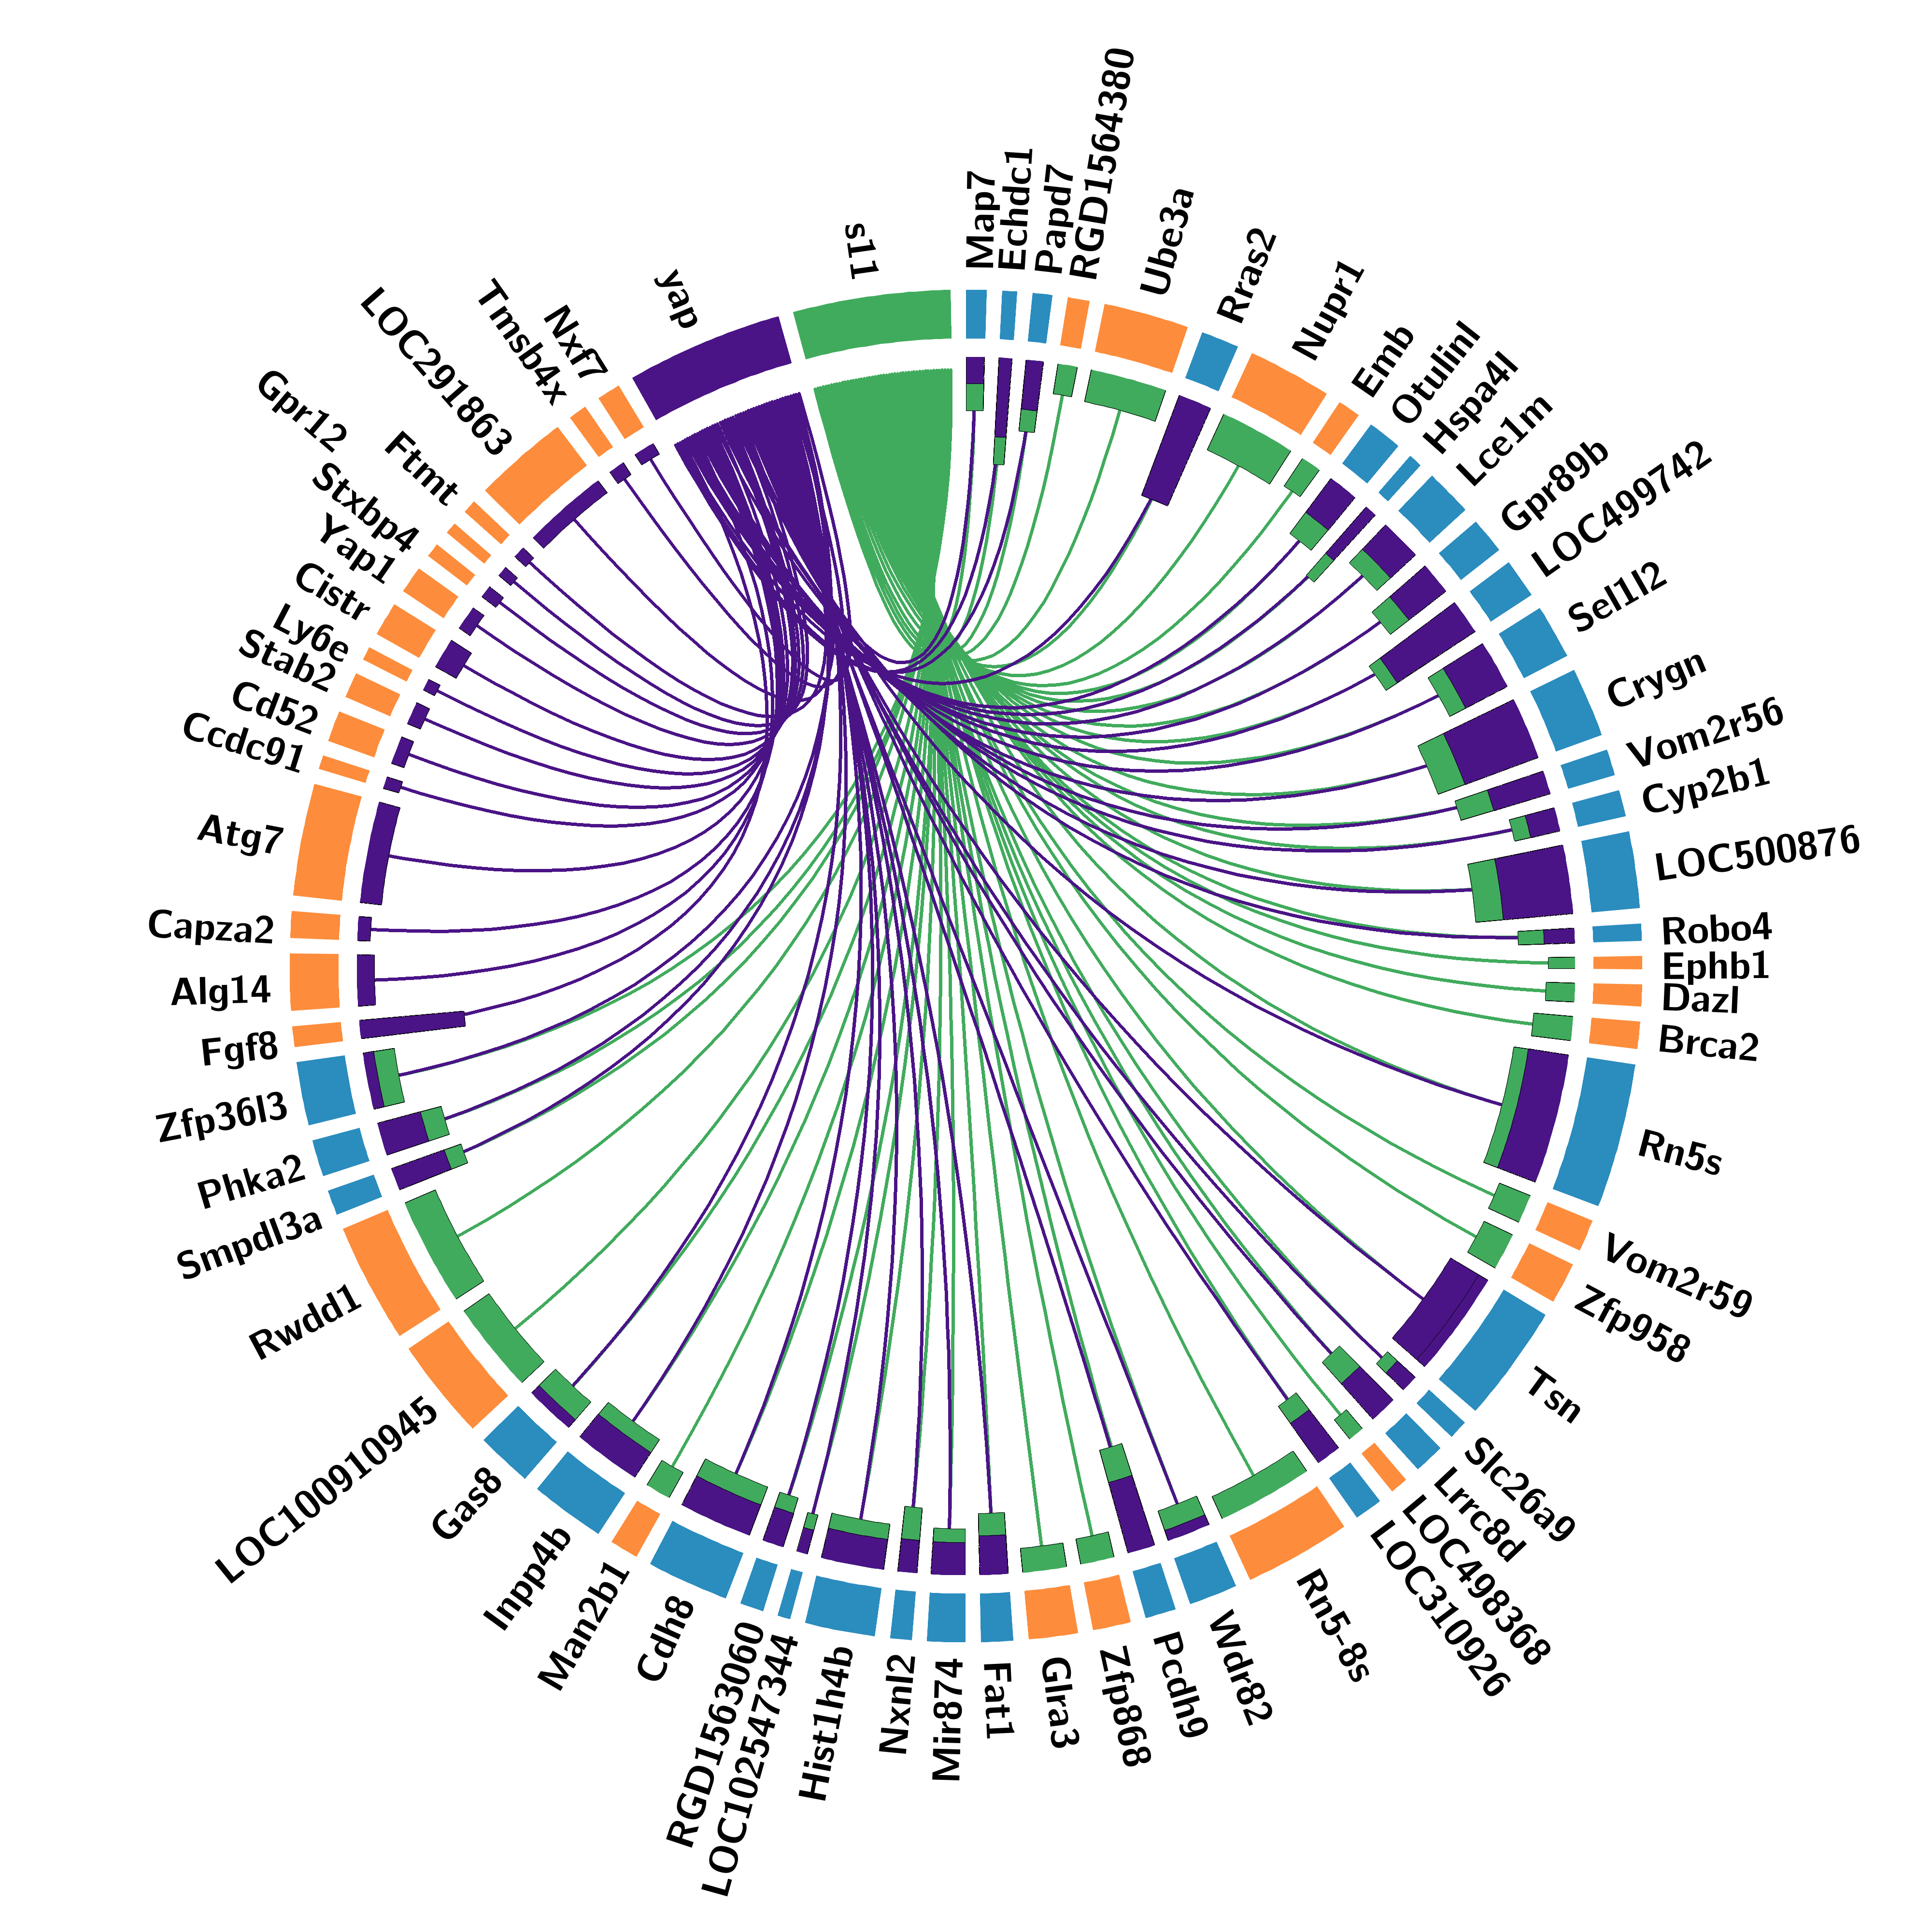 Map7
Echdc1
Papd7
RGD1564380
Ube3a
Rras2
Nupr1
Emb
Otulinl
Hspa4l
Lce1m
Gpr89b
LOC499742
Sel1l2
Crygn
Vom2r56
Cyp2b1
LOC500876
Robo4
Ephb1
Dazl
Brca2
Rn5s
Vom2r59
Zfp958
Tsn
Slc26a9
Lrrc8d
LOC498368
LOC310926
Rn5-8s
Wdr82
Pcdh9
Zfp868
Glra3
Fat1
Mir874
Nxnl2
Hist1h4b
LOC102547344
RGD1563060
Cdh8
Man2b1
Inpp4b
Gas8
LOC100910945
Rwdd1
Smpdl3a
Phka2
Zfp36l3
Fgf8
Alg14
Capza2
Atg7
Ccdc91
Cd52
Stab2
Ly6e
Cistr
Yap1
Stxbp4
Gpr12
Ftmt
LOC291863
Tmsb4x
Nxf7
yap
s11